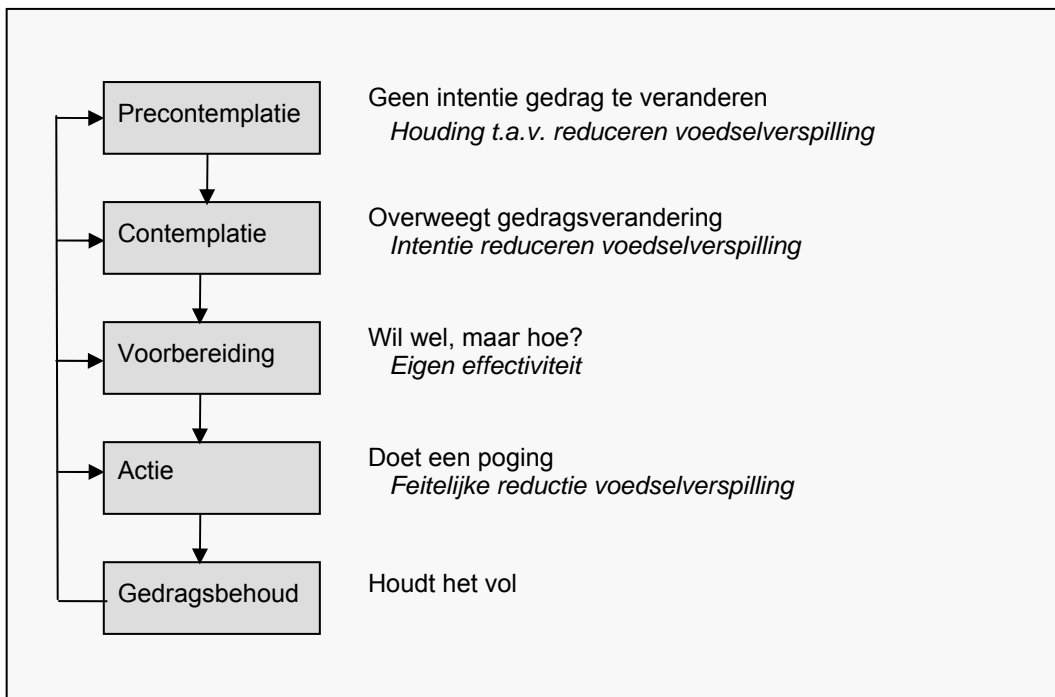 Precontemplatie
Geen intentie gedrag te veranderen
Houding t.a.v. reduceren voedselverspilling
Contemplatie
Overweegt gedragsverandering
Intentie reduceren voedselverspilling
Voorbereiding
Wil wel, maar hoe?
Eigen effectiviteit
Actie
Doet een poging
Feitelijke reductie voedselverspilling
Gedragsbehoud
Houdt het vol